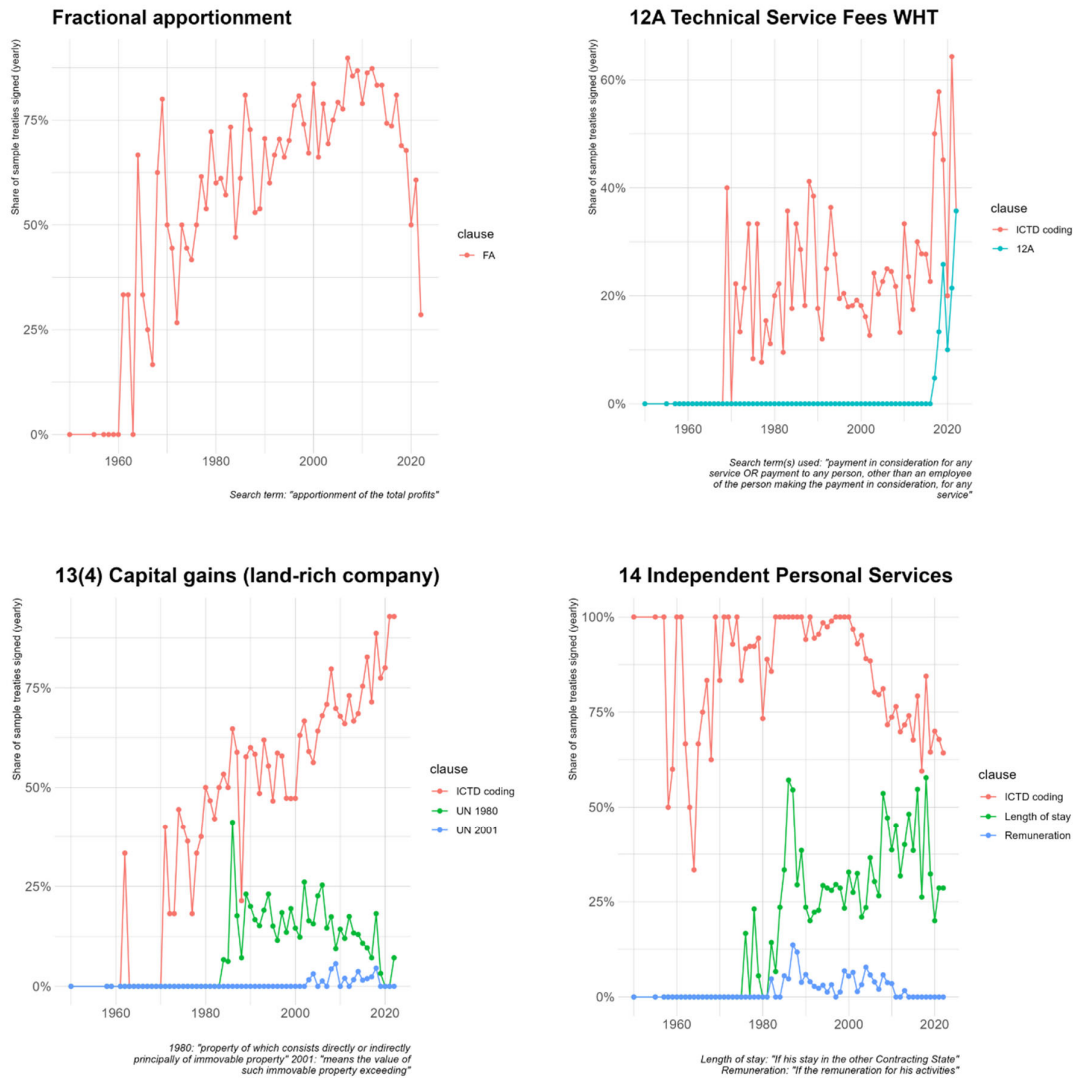 Fractional apportionment
Share of sample treaties signed (yearly)
75%
50%
25%
0%
1960
1980
2000
2020
clause
FA
Search term: "apportionment of the total profits"
12A Technical Service Fees WHT
Share of sample treaties signed (yearly)
60%
40%
20%
0%
1960
1980
2000
2020
clause
ICTD coding
12A
Search term(s) used: "payment in consideration for any
service OR payment to any person, other than an employee
of the person making the payment in consideration, for any
service"
13(4) Capital gains (land-rich company)
Share of sample treaties signed (yearly)
75%
50%
25%
0%
1960
1980
2000
2020
clause
ICTD coding
UN 1980
UN 2001
1980: "property of which consists directly or indirectly
principally of immovable property" 2001: "means the value of
such immovable property exceeding"
14 Independent Personal Services
Share of sample treaties signed (yearly)
100%
75%
50%
25%
0%
1960
1980
2000
2020
clause
ICTD coding
Length of stay
Remuneration
Length of stay: "If his stay in the other Contracting State"
Remuneration: "If the remuneration for his activities"